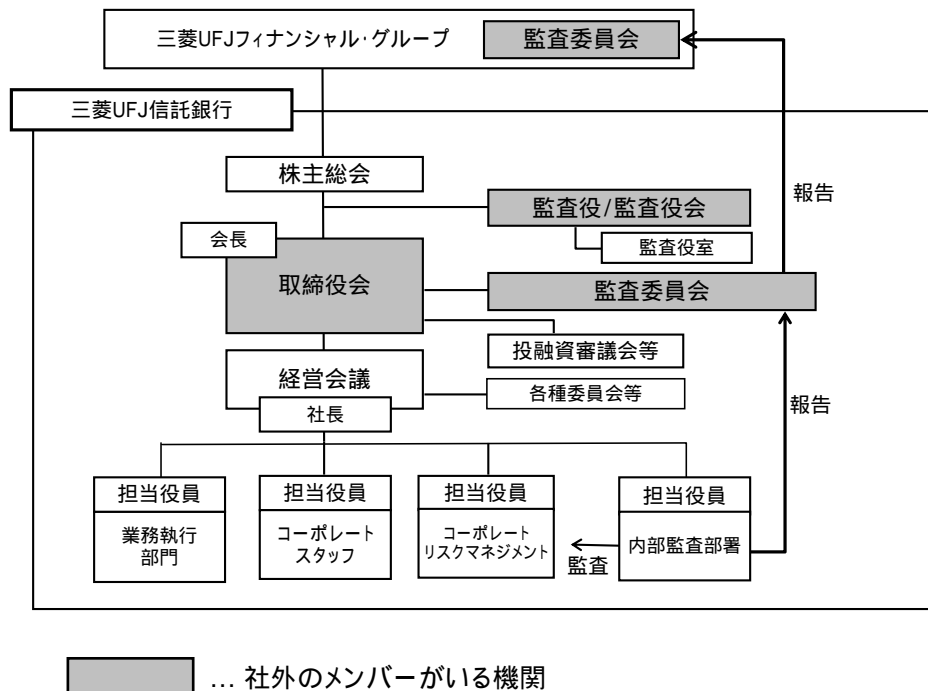 三菱UFJフィナンシャル・グループ
監査委員会
三菱UFJ信託銀行
株主総会
報告
監査役/監査役会
会長
監査役室
取締役会
監査委員会
投融資審議会等
経営会議
各種委員会等
社長
報告
担当役員
担当役員
担当役員
担当役員
業務執行
部門
コーポレート
スタッフ
コーポレート
リスクマネジメント
監査
内部監査部署
… 社外のメンバーがいる機関